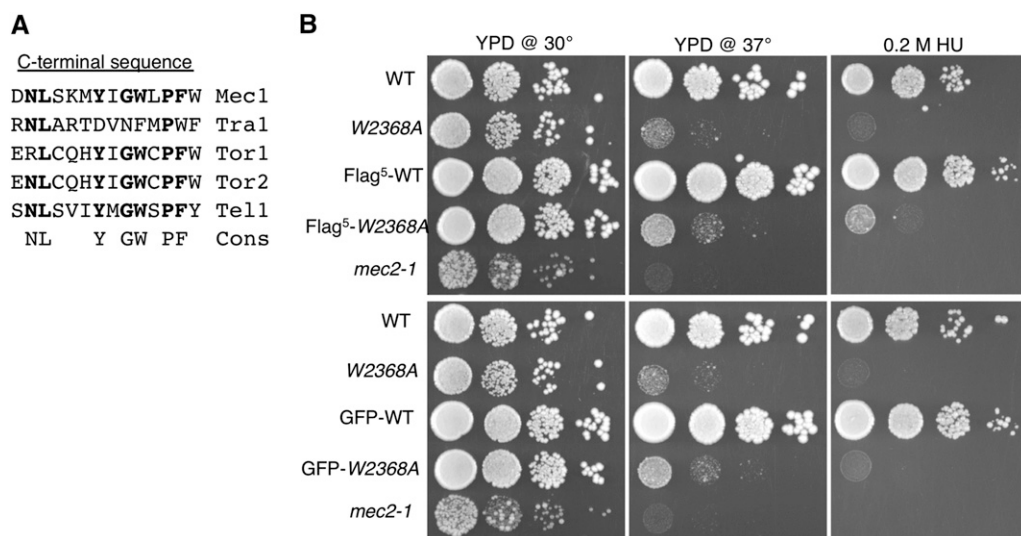 A
C-terminal sequence
DNLSKMYIGWLPFW Mec1
RNLARTDVNFMPWF Tra1
ERLCQHYIGWCPFW Tor1
ENLCQHYIGWCPFW Tor2
SNLSVIYMGWSPFY Tel1
NL Y GW PF Cons
B
YPD @ 30° YPD @ 37° 0.2 M HU
WT
W2368A
Flag⁵-WT
Flag⁵-W2368A
mec2-1
WT
W2368A
GFP-WT
GFP-W2368A
mec2-1